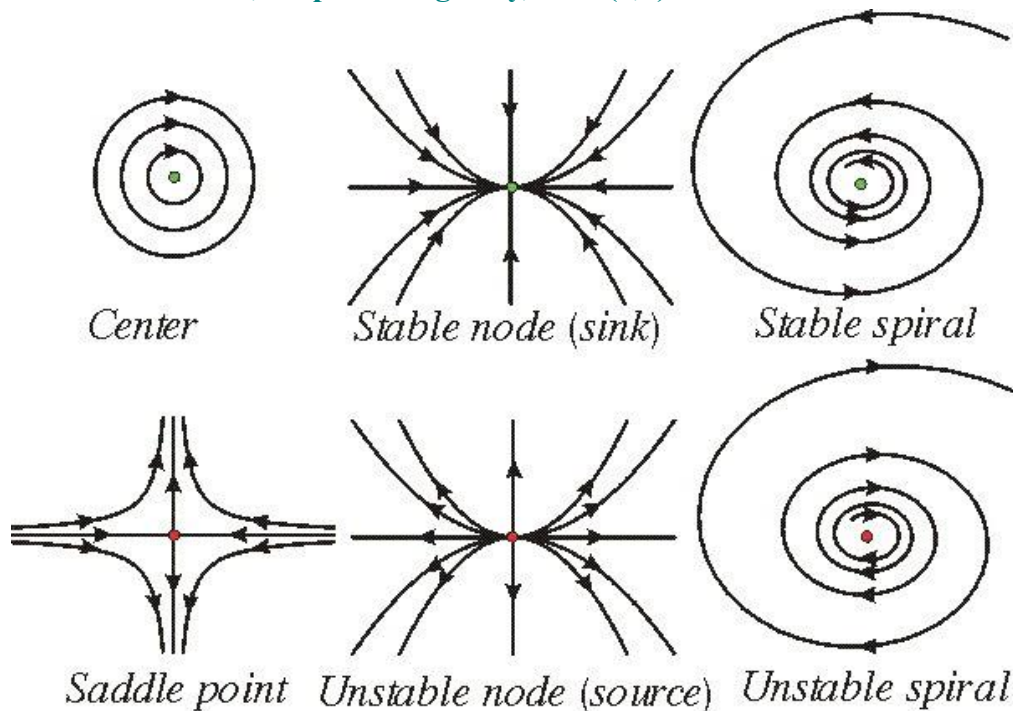 Center
Stable node (sink)
Stable spiral
Saddle point
Unstable node (source)
Unstable spiral